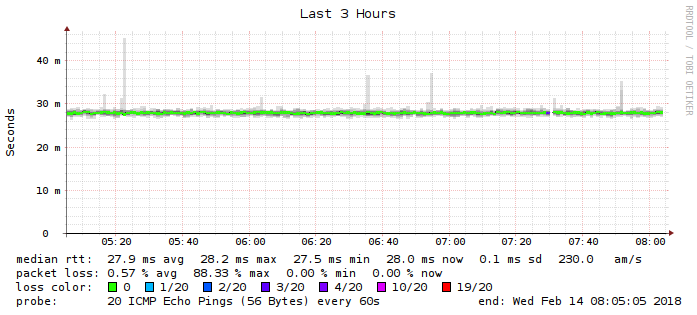 Last 3 Hours
RRDTOOL / TOBI OETIKER
Seconds
40 m
30 m
20 m
10 m
0
05:20 05:40 06:00 06:20 06:40 07:00 07:20 07:40 08:00
median rtt: 27.9 ms avg 28.2 ms max 27.5 ms min 28.0 ms now 0.1 ms sd 230.0 am/s
packet loss: 0.57 % avg 88.33 % max 0.00 % min 0.00 % now
loss color: 0 1/20 2/20 3/20 4/20 10/20 19/20
probe: 20 ICMP Echo Pings (56 Bytes) every 60s end: Wed Feb 14 08:05:05 2018